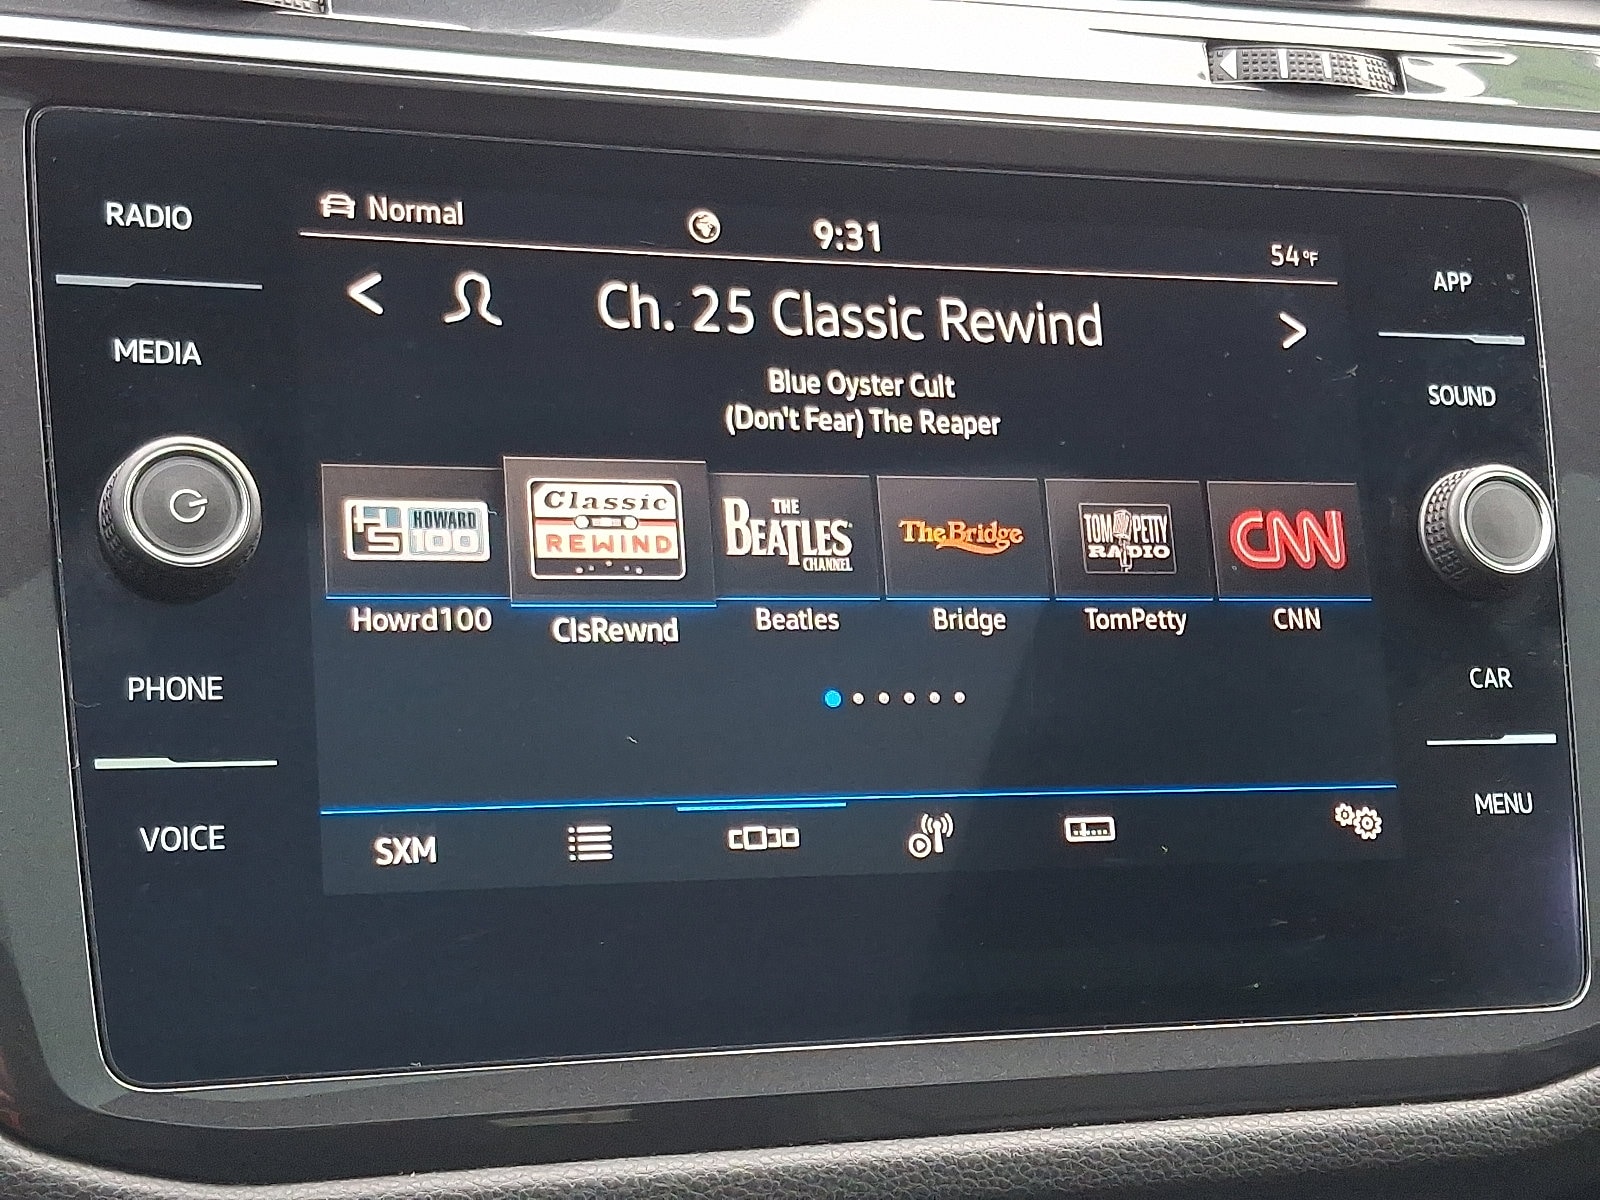 RADIO
MEDIA
PHONE
VOICE
Normal
9:31
54°F
< Ch. 25 Classic Rewind >
Blue Oyster Cult
(Don't Fear) The Reaper
HOWARD
100
Classic
REWIND
THE
BEATLES
CHANNEL
The Bridge
TOM PETTY
RADIO
CNN
Howrd100
ClsRewnd
Beatles
Bridge
TomPetty
CNN
SXM
APP
SOUND
CAR
MENU